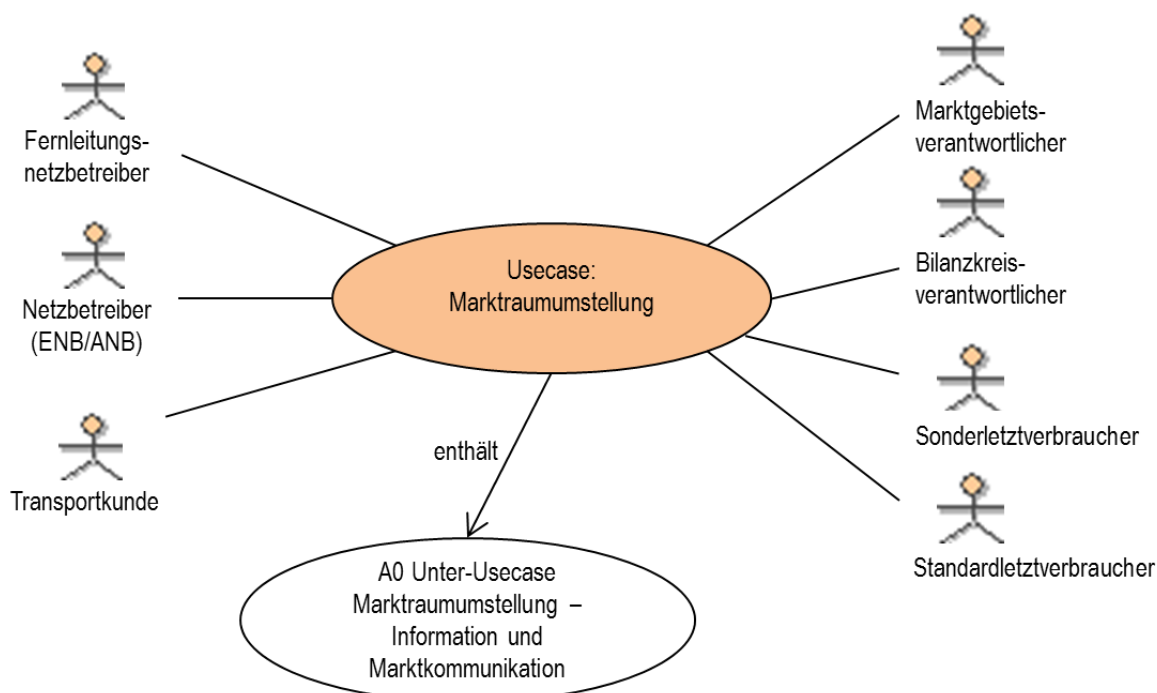 Fernleitungs-
netzbetreiber
Netzbetreiber
(ENB/ANB)
Transportkunde
Usecase:
Marktraumumstellung
enthält
A0 Unter-Usecase
Marktraumumstellung –
Information und
Marktkommunikation
Marktgebiets-
verantwortlicher
Bilanzkreis-
verantwortlicher
Sonderletztverbraucher
Standardletztverbraucher